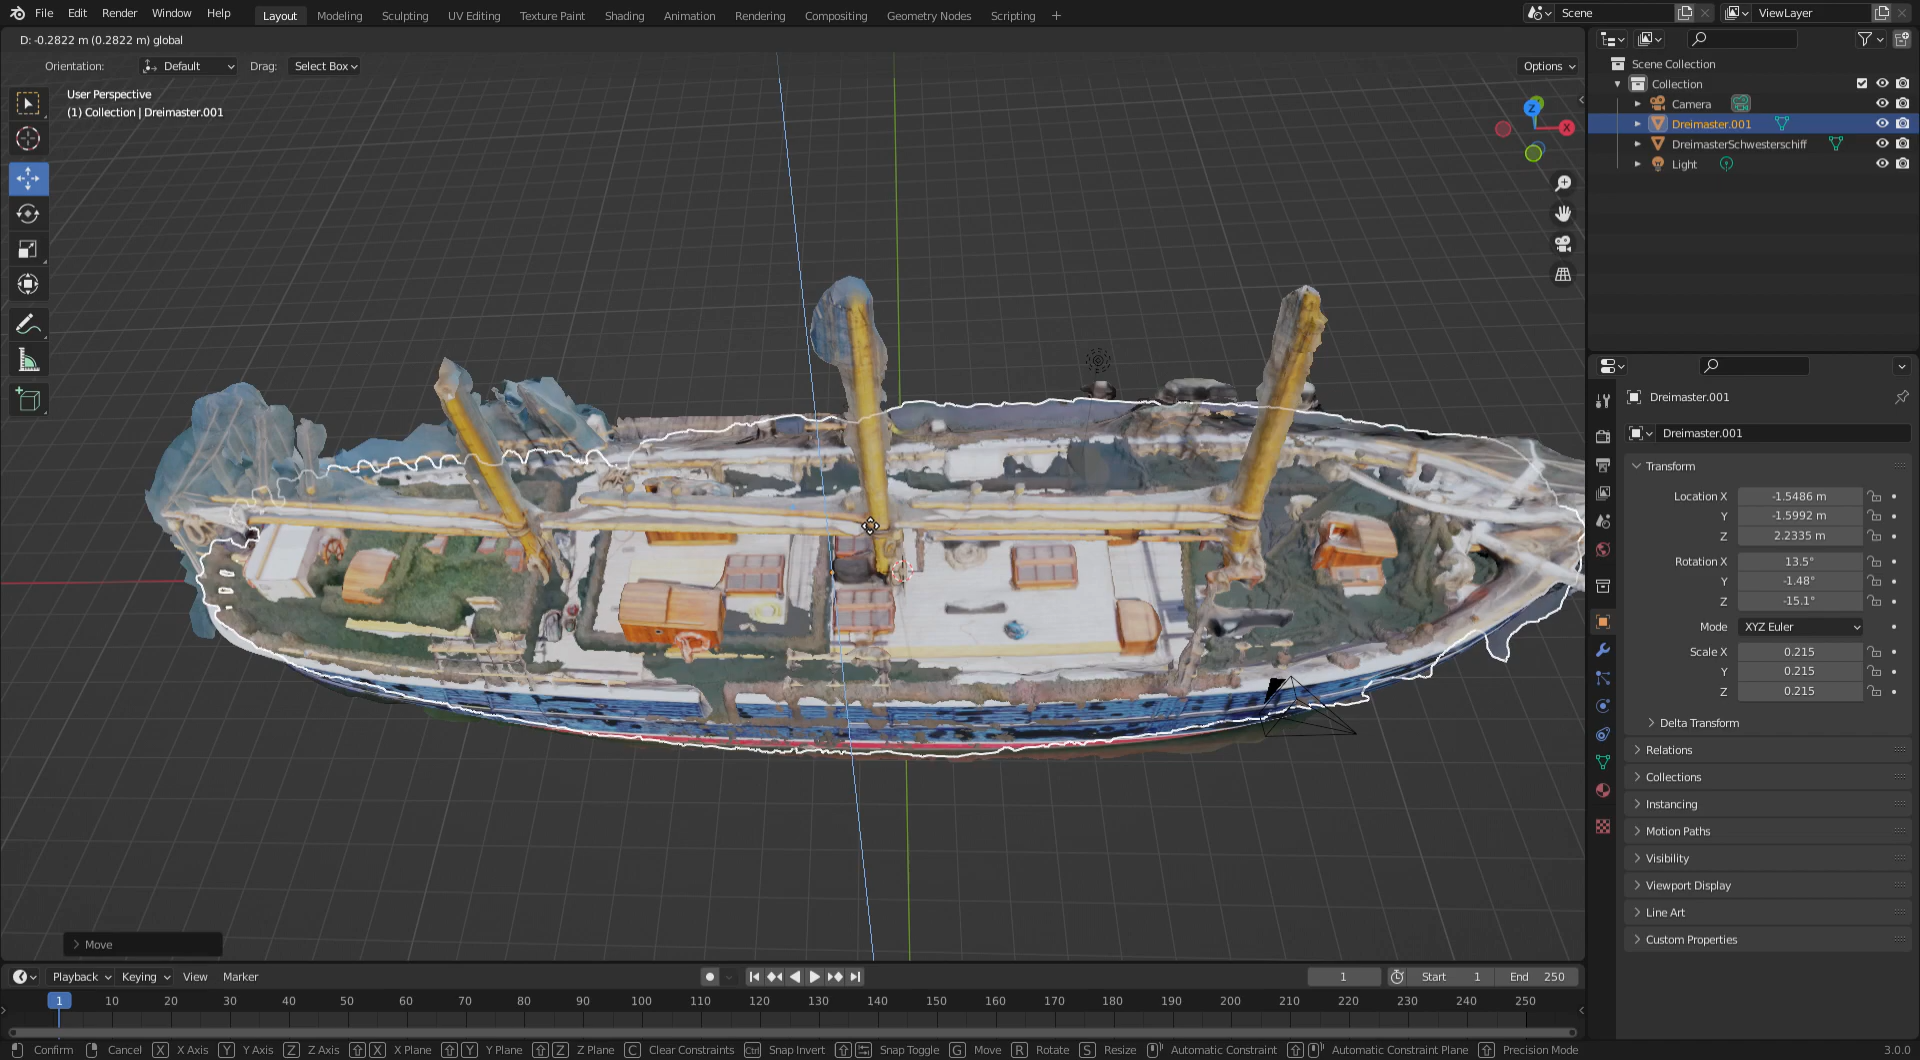 File Edit Render Window Help Layout Modeling Sculpting UV Editing Texture Paint Shading Animation Rendering Compositing Geometry Nodes Scripting + Scene ViewLayer
D: -0.2822 m (0.2822 m) global
Orientation: Default Drag: Select Box Options
User Perspective
(1) Collection | Dreimaster.001
Z
X
Scene Collection
Collection
Camera
Dreimaster.001
DreimasterSchwesterschiff
Light
Dreimaster.001
Dreimaster.001
Transform
Location X -1.5486 m
Y -1.5992 m
Z 2.2335 m
Rotation X 13.5°
Y -1.48°
Z -15.1°
Mode XYZ Euler
Scale X 0.215
Y 0.215
Z 0.215
Delta Transform
Relations
Collections
Instancing
Motion Paths
Visibility
Viewport Display
Line Art
Custom Properties
Move
Playback Keying View Marker 1 Start 1 End 250
1 10 20 30 40 50 60 70 80 90 100 110 120 130 140 150 160 170 180 190 200 210 220 230 240 250
Confirm Cancel X X Axis Y Y Axis Z Z Axis X X Plane Y Y Plane Z Z Plane C Clear Constraints Ctrl Snap Invert Snap Toggle G Move R Rotate S Resize Automatic Constraint Automatic Constraint Plane Precision Mode 3.0.0